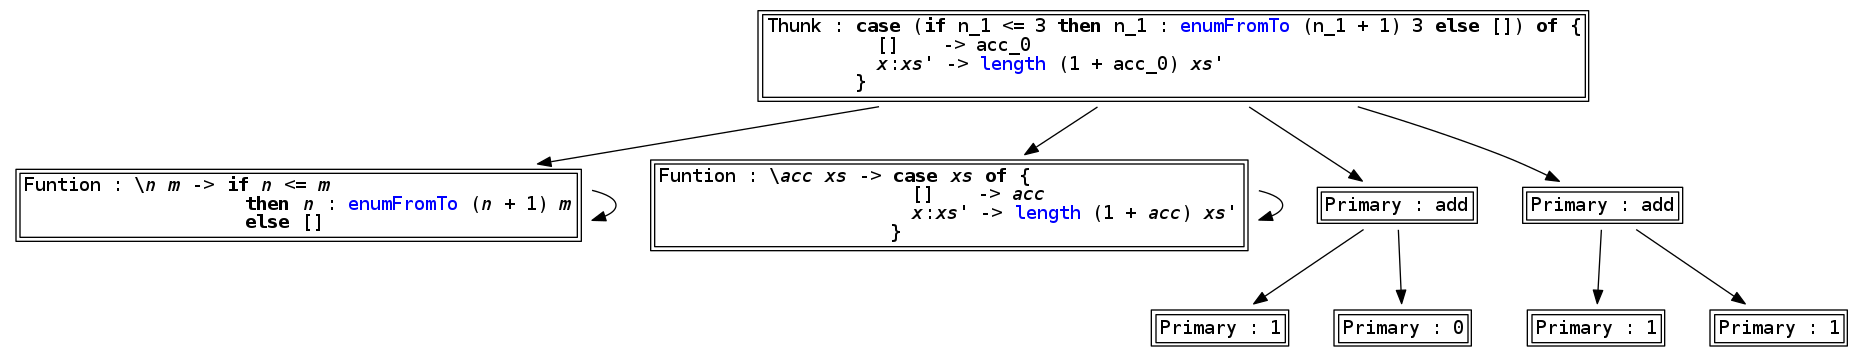 Thunk : case (if n_1 <= 3 then n_1 : enumFromTo (n_1 + 1) 3 else []) of {
[] -> acc_0
x:xs' -> length (1 + acc_0) xs'
}
Funtion : \n m -> if n <= m
then n : enumFromTo (n + 1) m
else []
Funtion : \acc xs -> case xs of {
[] -> acc
x:xs' -> length (1 + acc) xs'
}
Primary : add
Primary : add
Primary : 1
Primary : 0
Primary : 1
Primary : 1